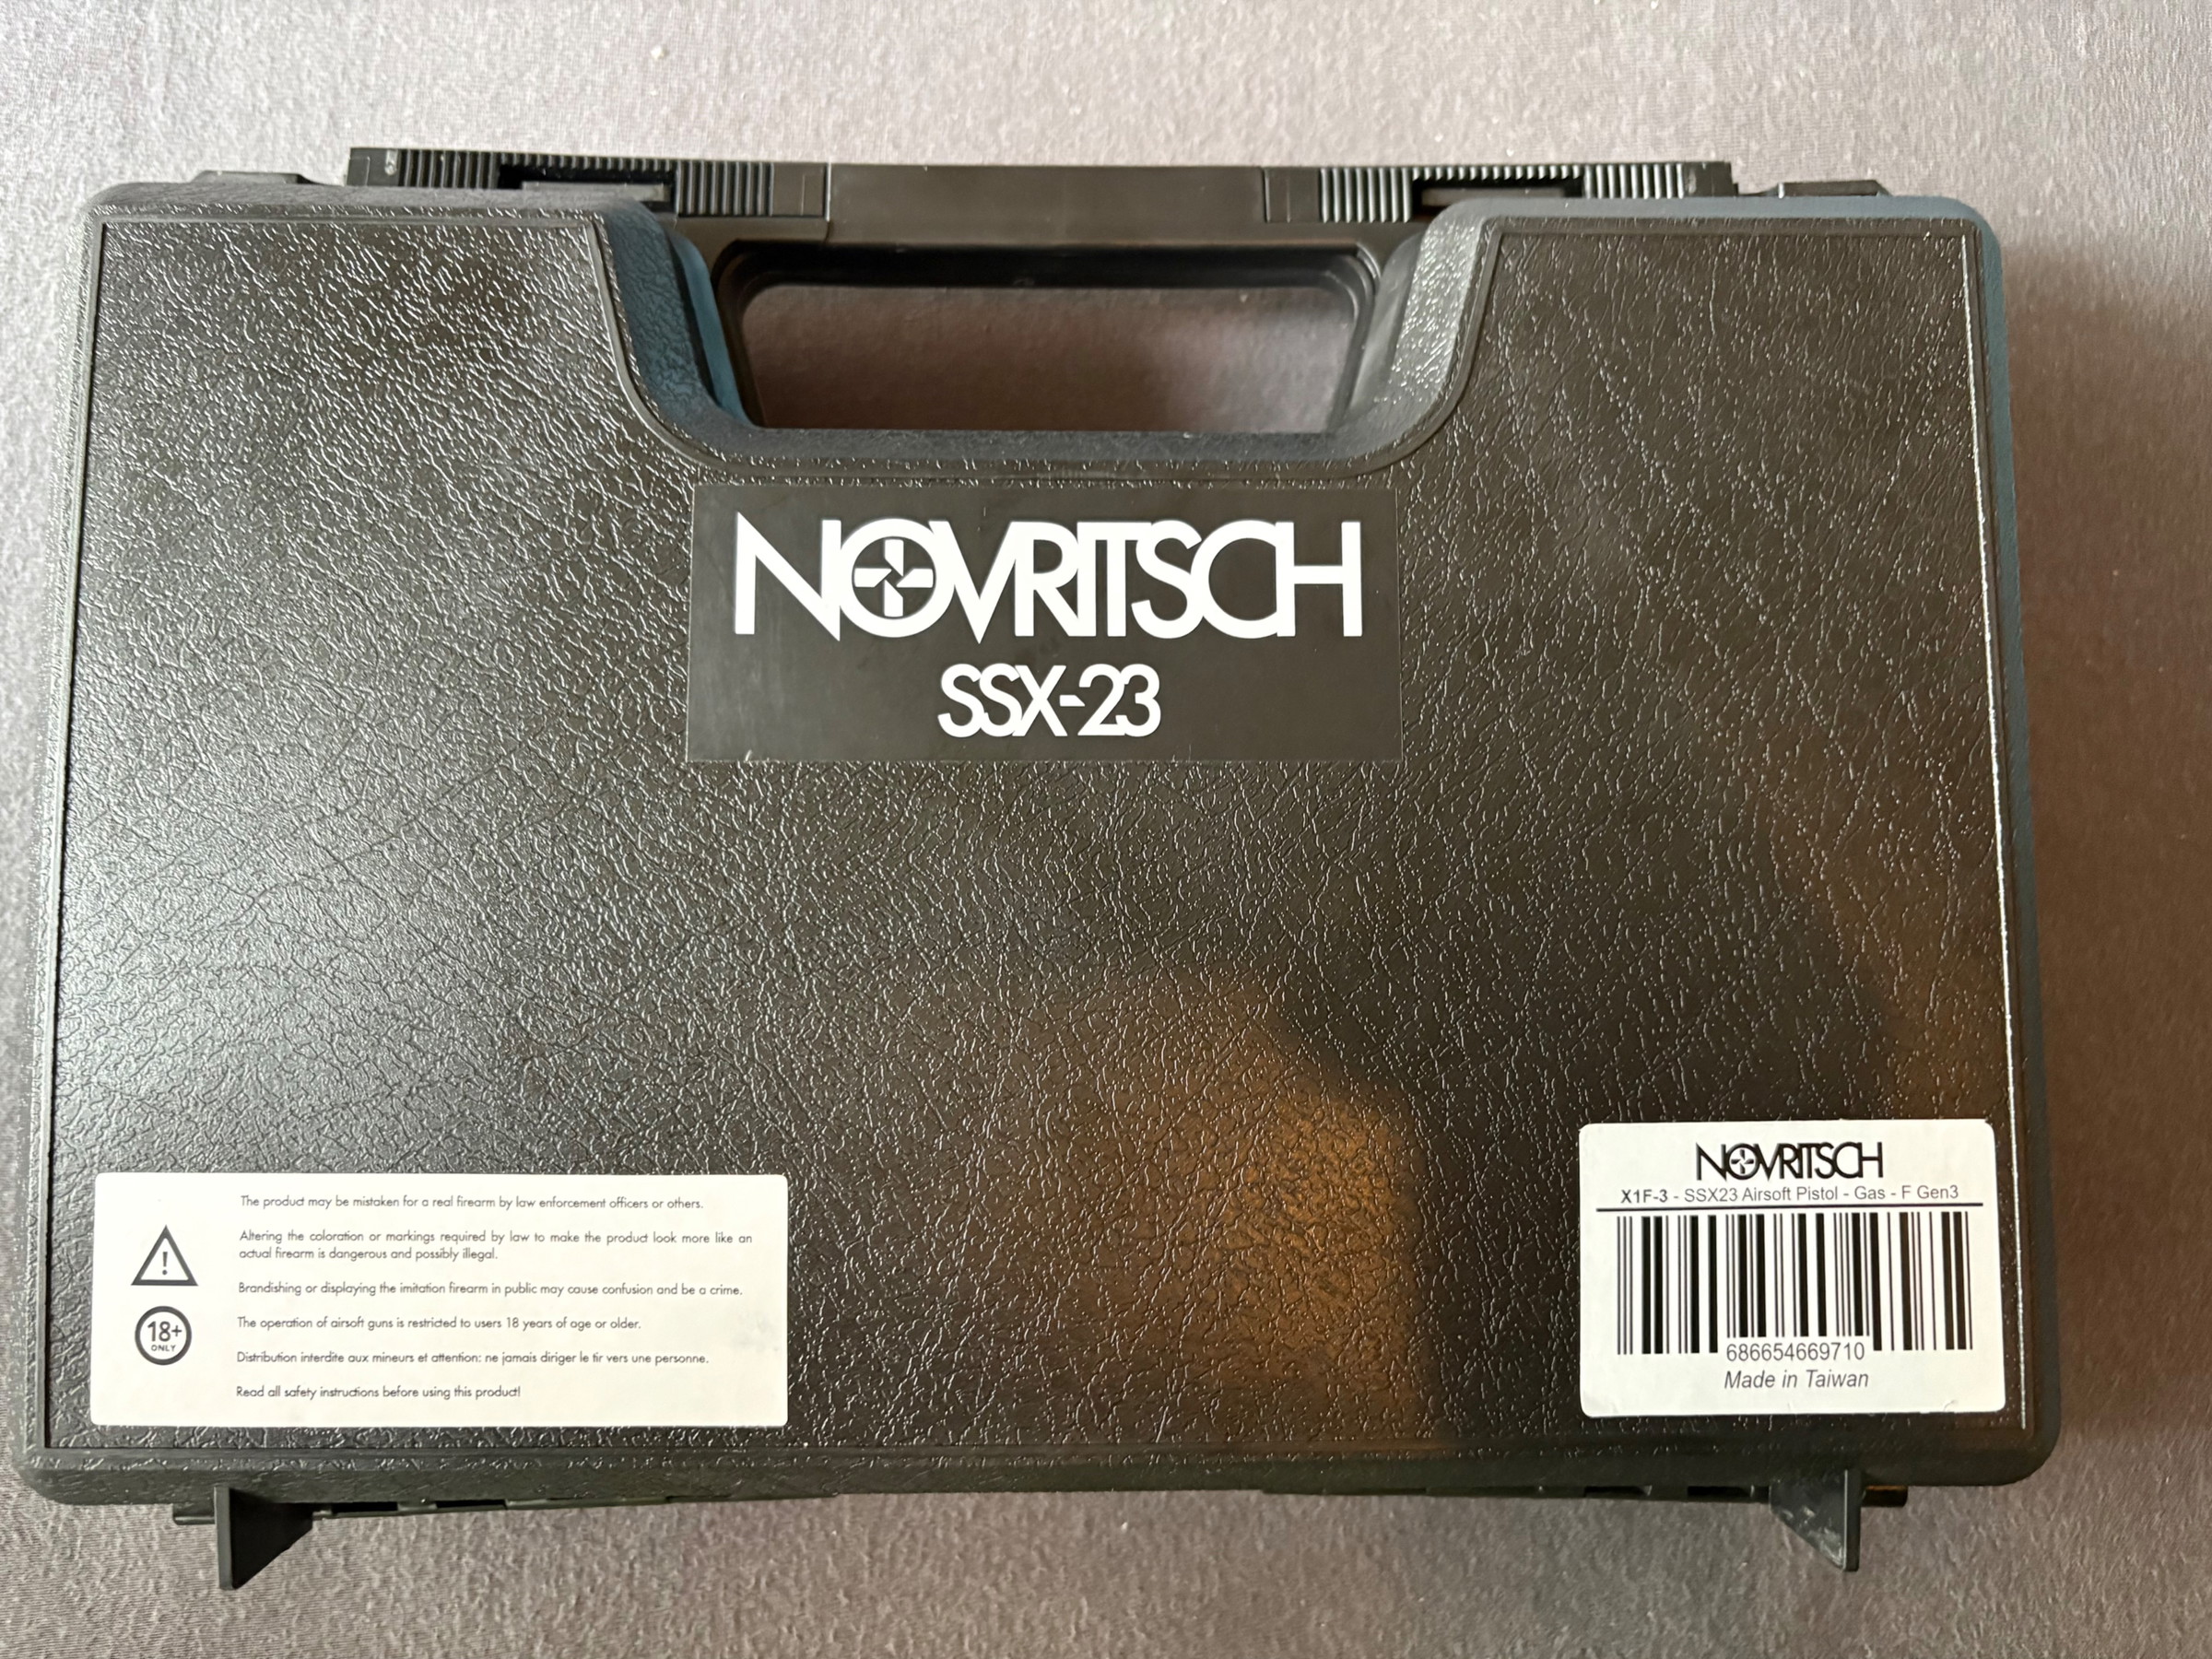 NOVRITSCH
SSX-23
The product may be mistaken for a real firearm by law enforcement officers or others.
Altering the coloration or markings required by law to make the product look more like an
actual firearm is dangerous and possibly illegal.
Brandishing or displaying the imitation firearm in public may cause confusion and be a crime.
18+
ONLY
The operation of airsoft guns is restricted to users 18 years of age or older.
Distribution interdite aux mineurs et attention: ne jamais diriger le tir vers une personne.
Read all safety instructions before using this product!
NOVRITSCH
X1F-3 - SSX23 Airsoft Pistol - Gas - F Gen3
686654669710
Made in Taiwan